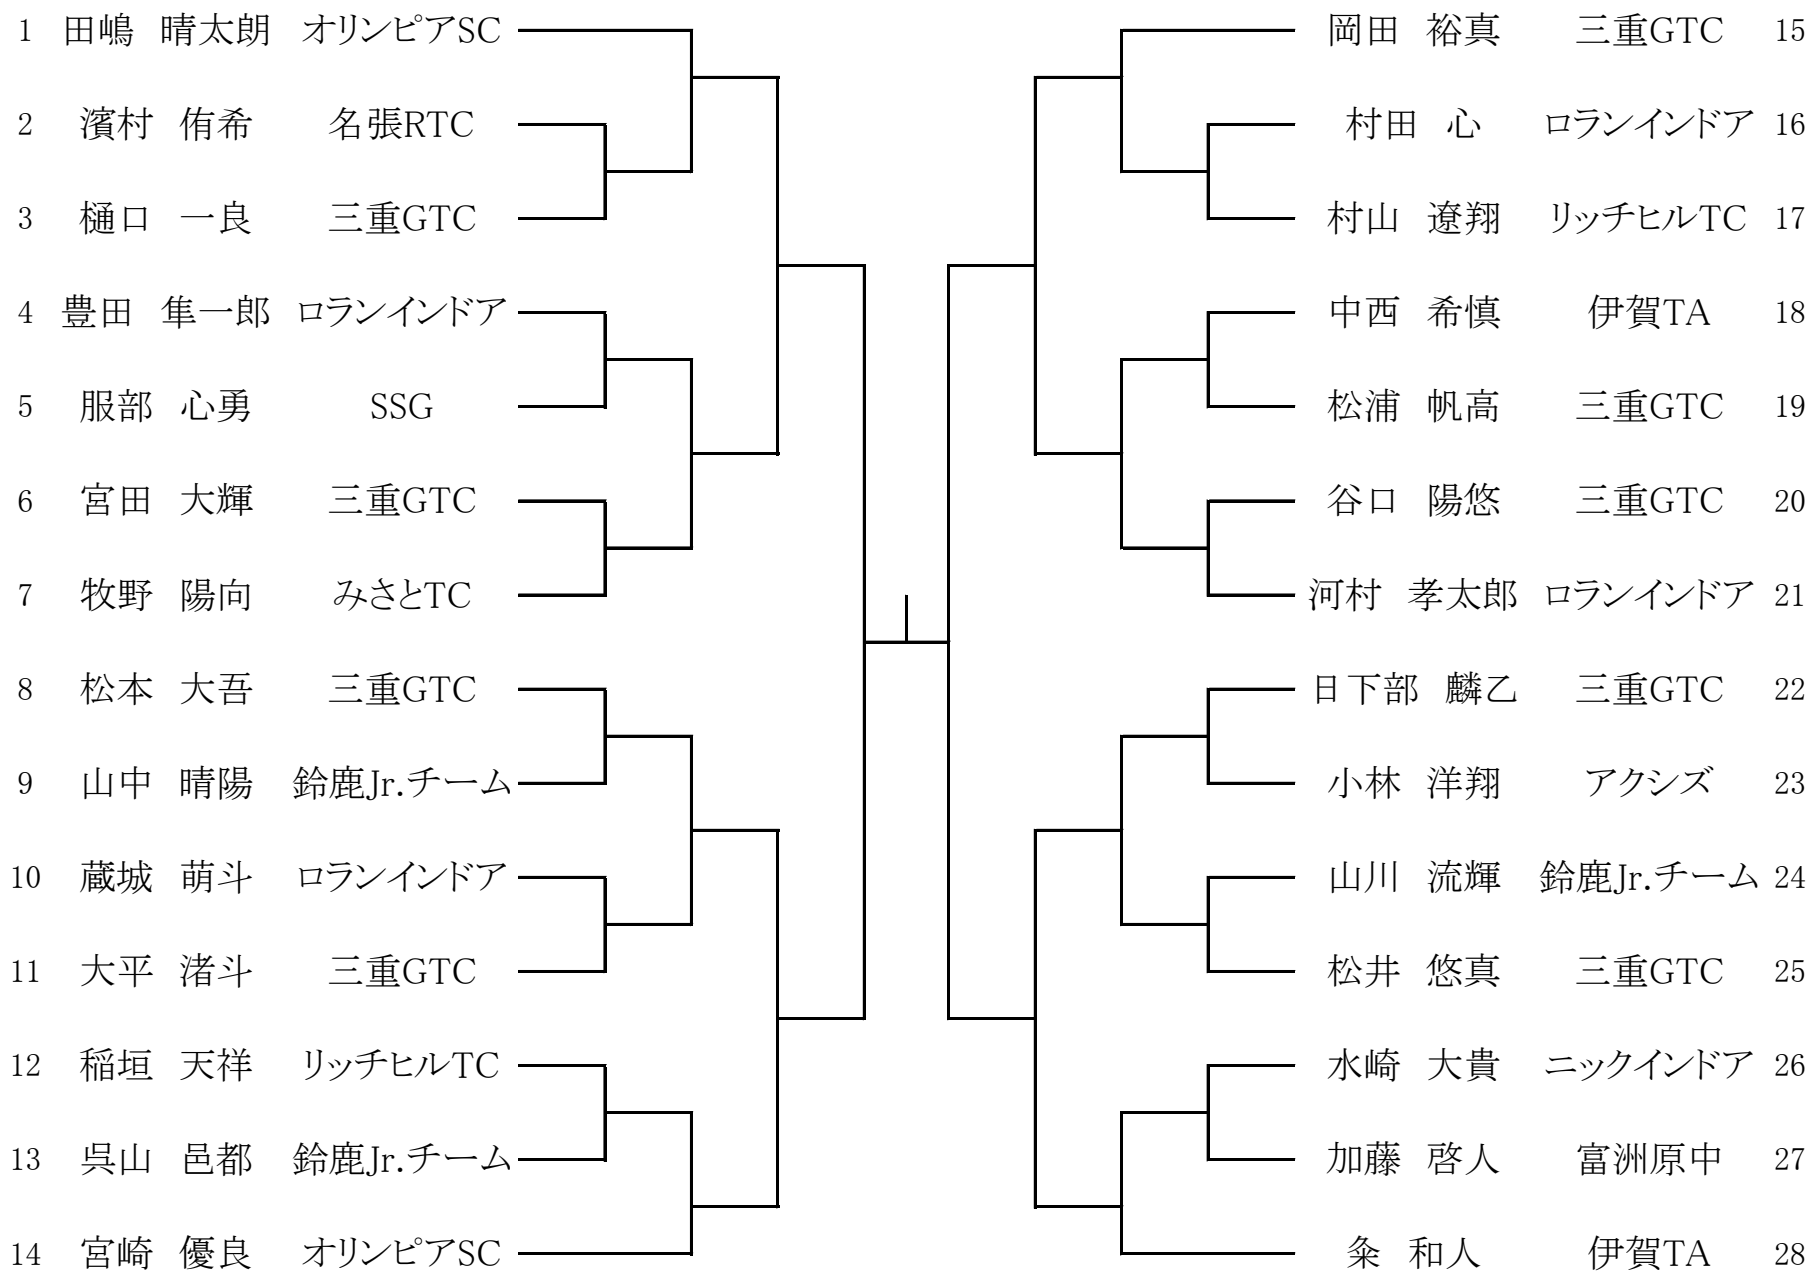 1 田嶋 晴太朗 オリンピアSC 岡田 裕真 三重GTC 15
2 濱村 侑希 名張RTC 村田 心 ロランインドア 16
3 樋口 一良 三重GTC 村山 遼翔 リッチヒルTC 17
4 豊田 隼一郎 ロランインドア 中西 希慎 伊賀TA 18
5 服部 心勇 SSG 松浦 帆高 三重GTC 19
6 宮田 大輝 三重GTC 谷口 陽悠 三重GTC 20
7 牧野 陽向 みさとTC 河村 孝太郎 ロランインドア 21
8 松本 大吾 三重GTC 日下部 麟乙 三重GTC 22
9 山中 晴陽 鈴鹿Jr.チーム 小林 洋翔 アクシズ 23
10 蔵城 萌斗 ロランインドア 山川 流輝 鈴鹿Jr.チーム 24
11 大平 渚斗 三重GTC 松井 悠真 三重GTC 25
12 稲垣 天祥 リッチヒルTC 水崎 大貴 ニックインドア 26
13 呉山 邑都 鈴鹿Jr.チーム 加藤 啓人 富洲原中 27
14 宮崎 優良 オリンピアSC 粂 和人 伊賀TA 28